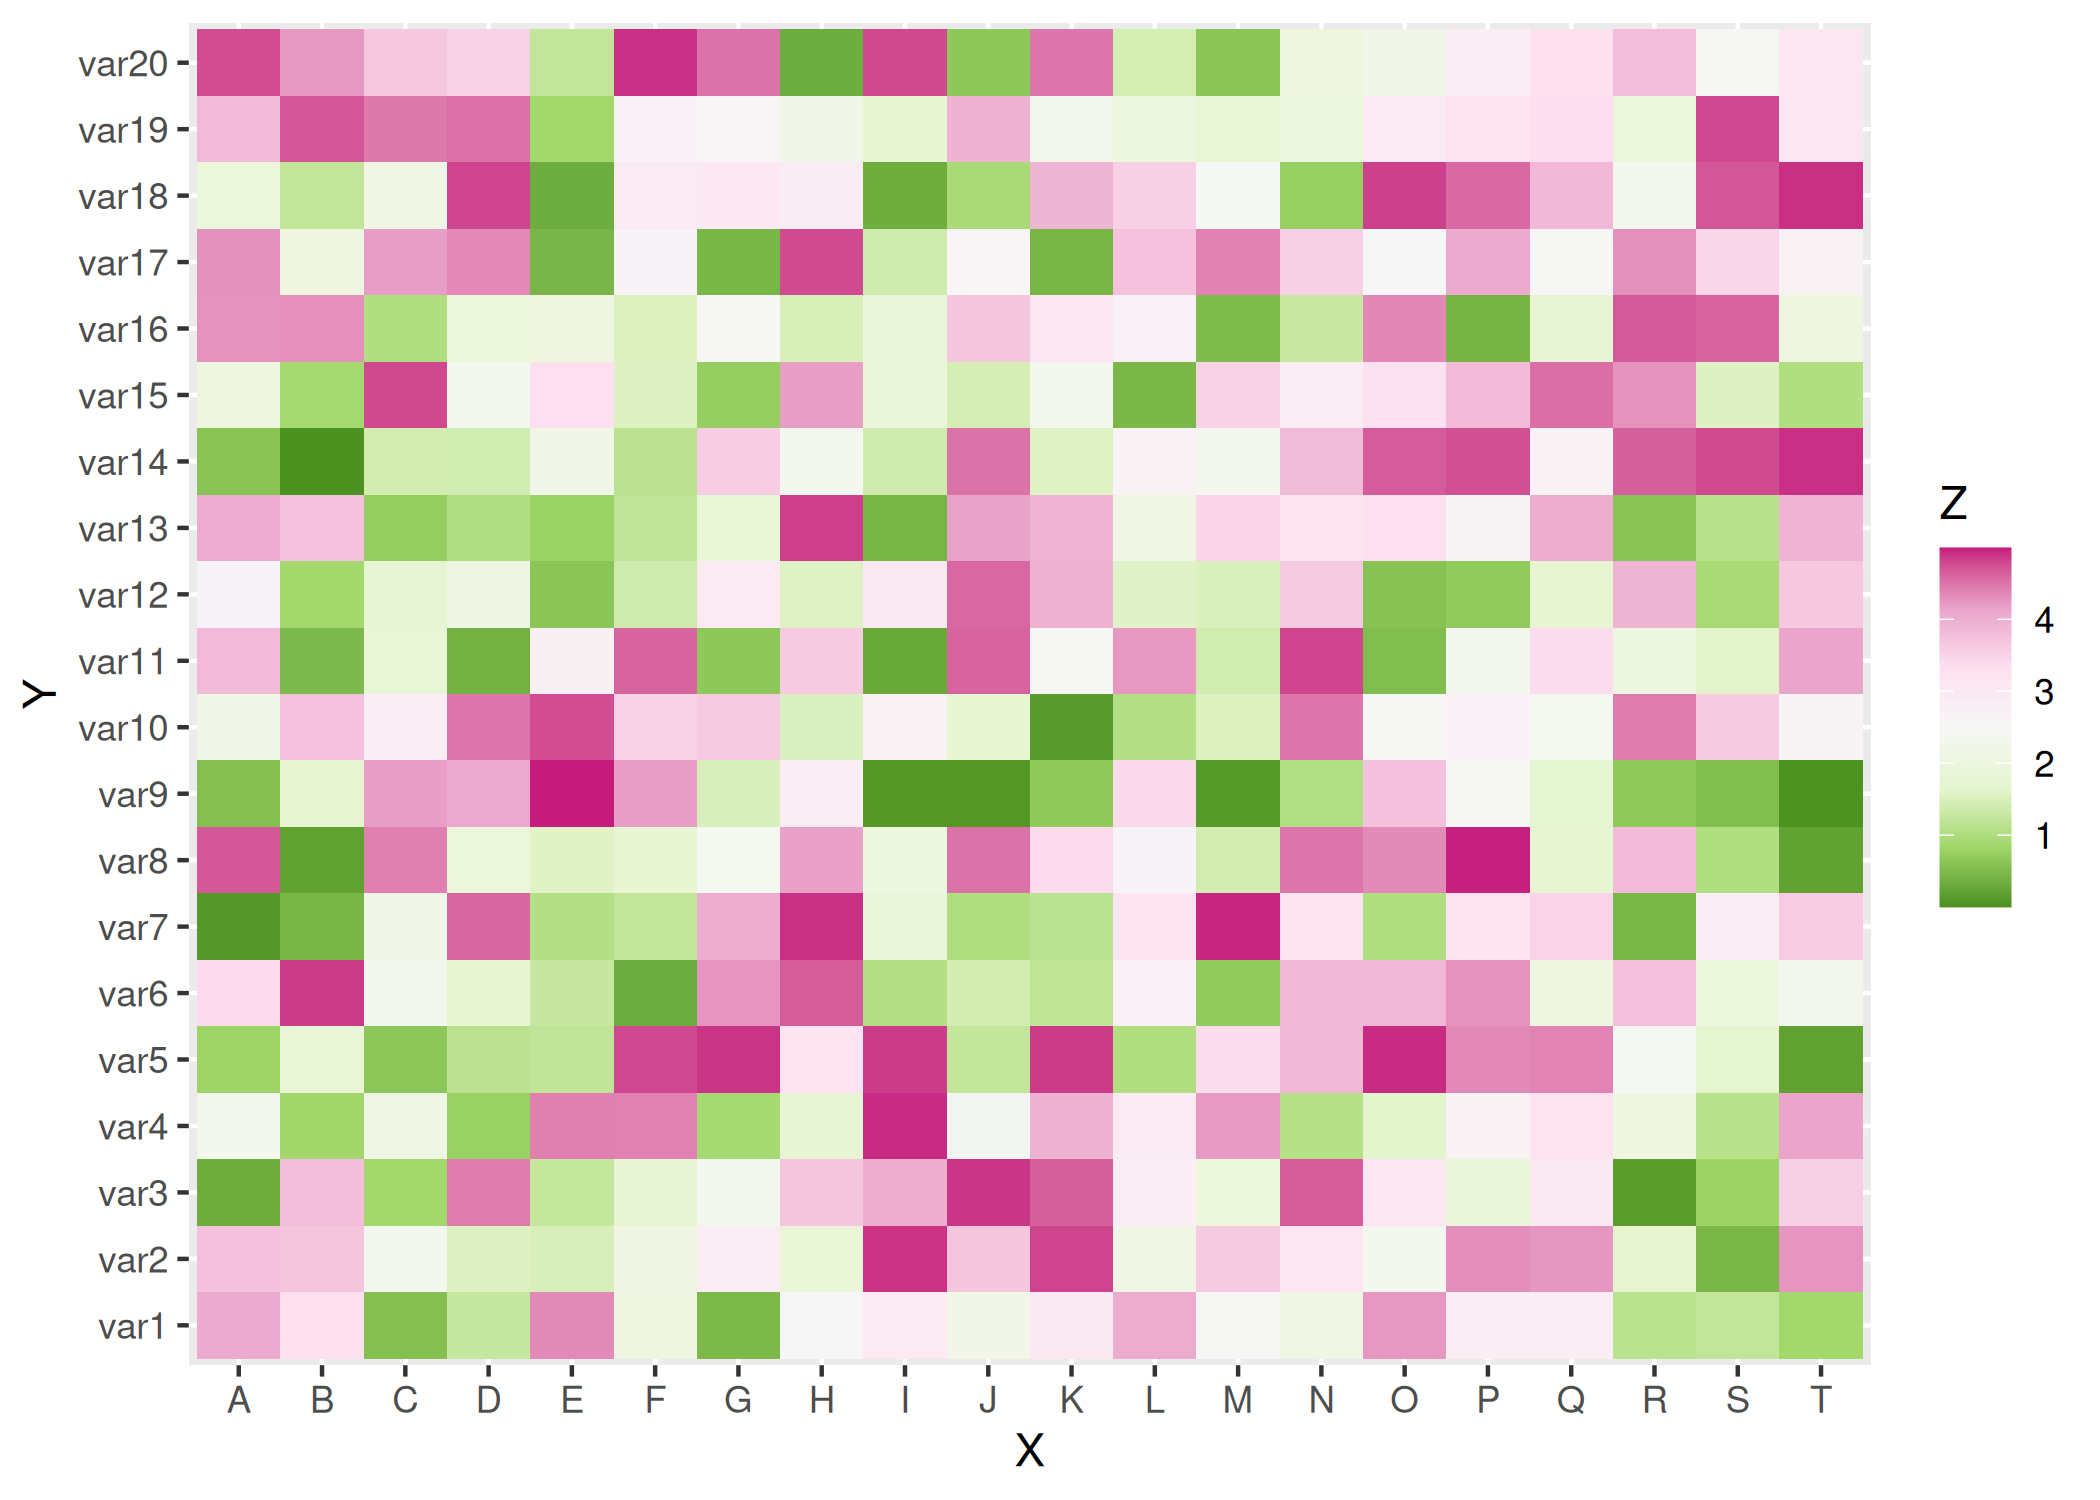 var20
var19
var18
var17
var16
var15
var14
var13
var12
var11
var10
var9
var8
var7
var6
var5
var4
var3
var2
var1
Y
A B C D E F G H I J K L M N O P Q R S T
X
Z
4
3
2
1